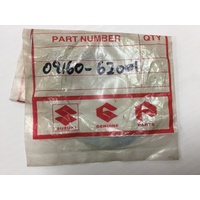 PART NUMBER QTY
09160-62001
SUZUKI GENUINE PARTS